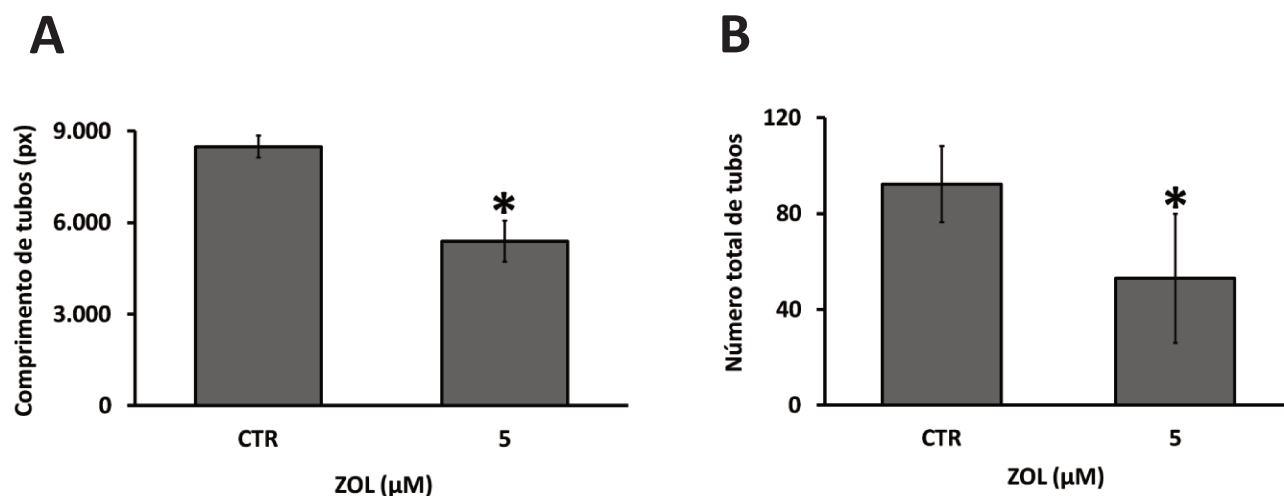 A
Comprimento de tubos (px)
9.000
6.000
3.000
0
*
CTR
5
ZOL (µM)
B
Número total de tubos
120
80
40
0
*
CTR
5
ZOL (µM)